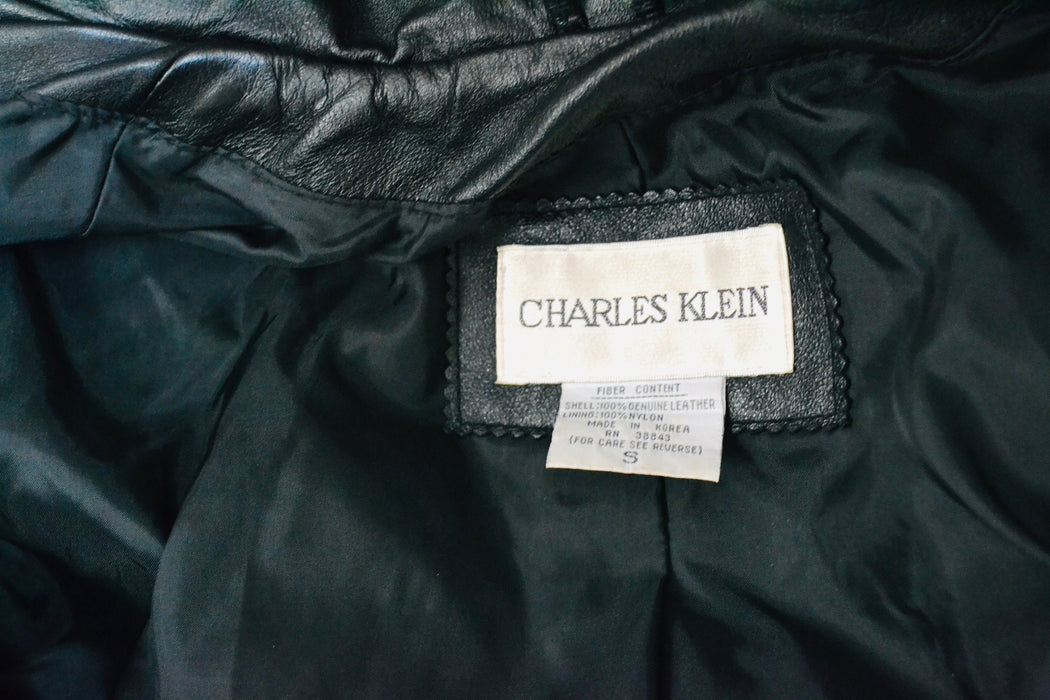 CHARLES KLEIN
FIBER CONTENT
SHELL:100% GENUINE LEATHER
LINING:100% NYLON
MADE IN KOREA
RN 38843
(FOR CARE SEE REVERSE)
S